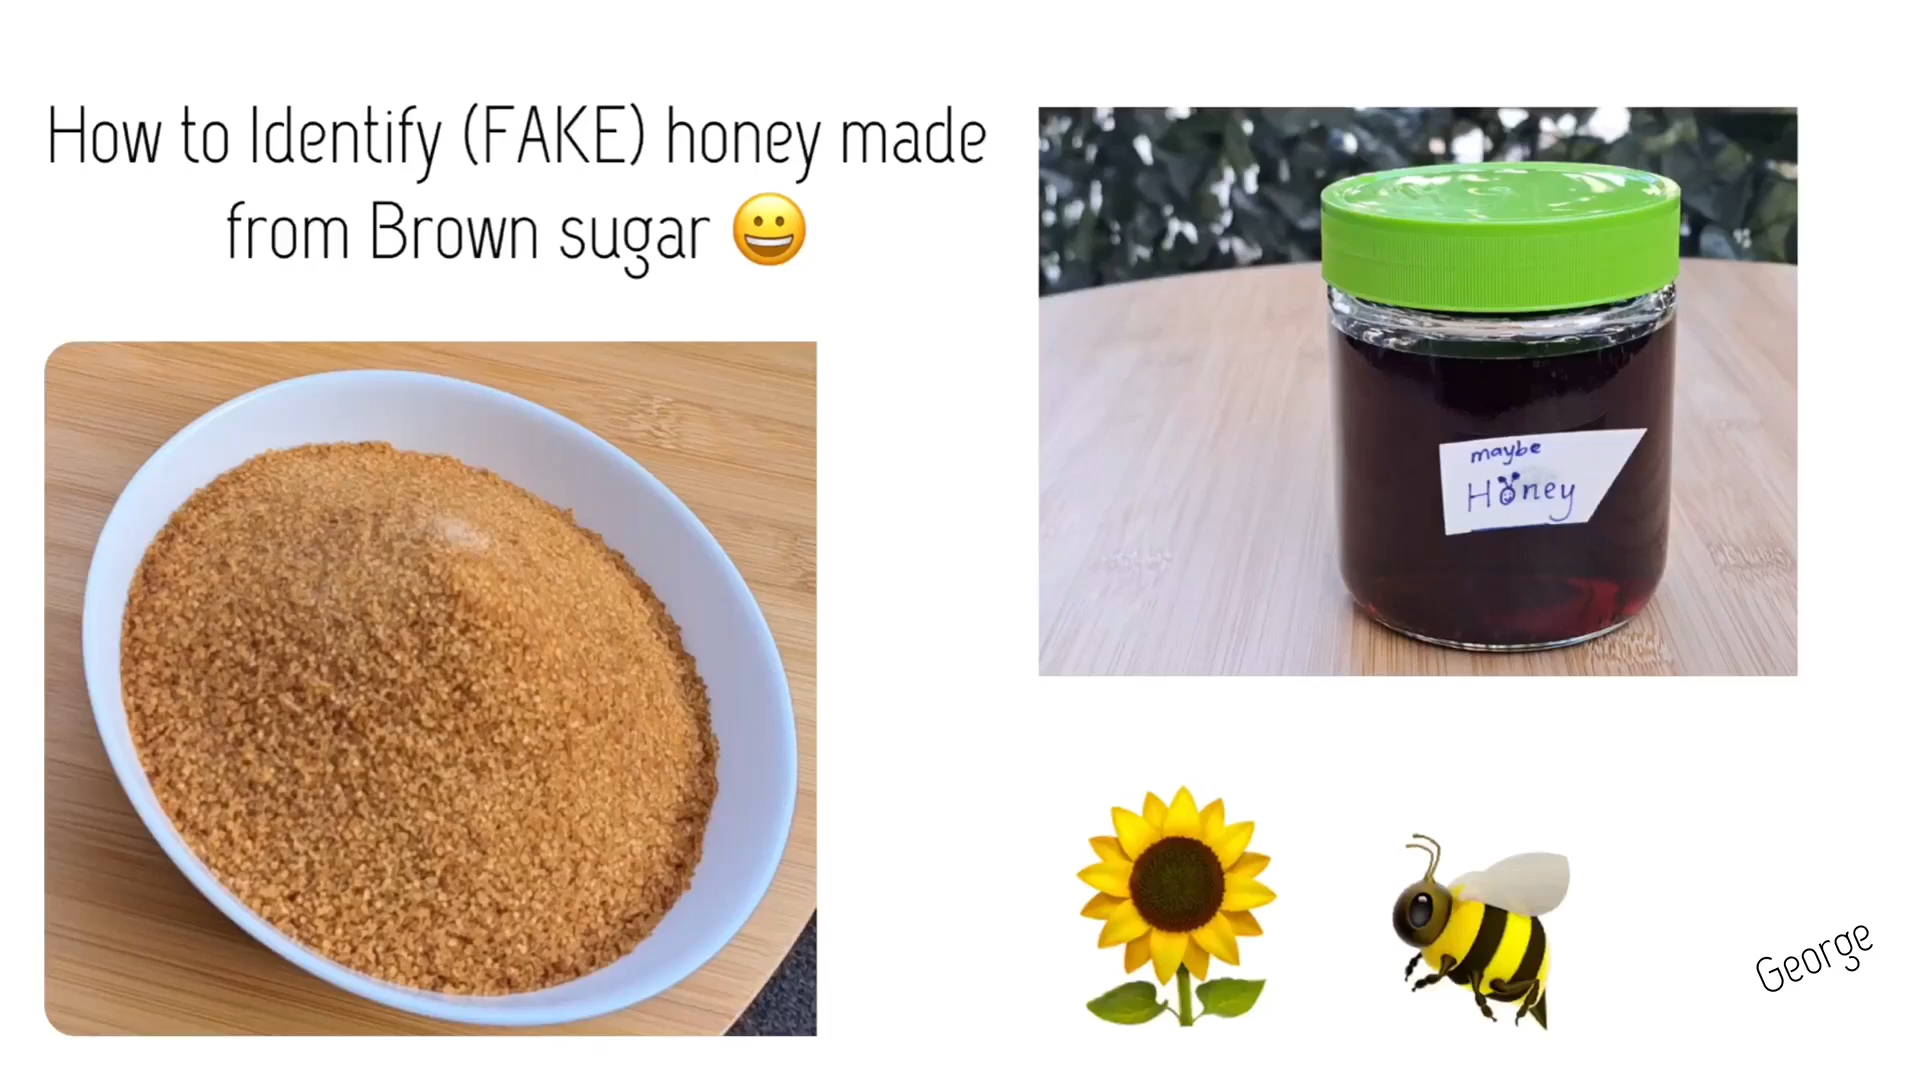 How to Identify (FAKE) honey made
from Brown sugar 😀
maybe
Honey
George